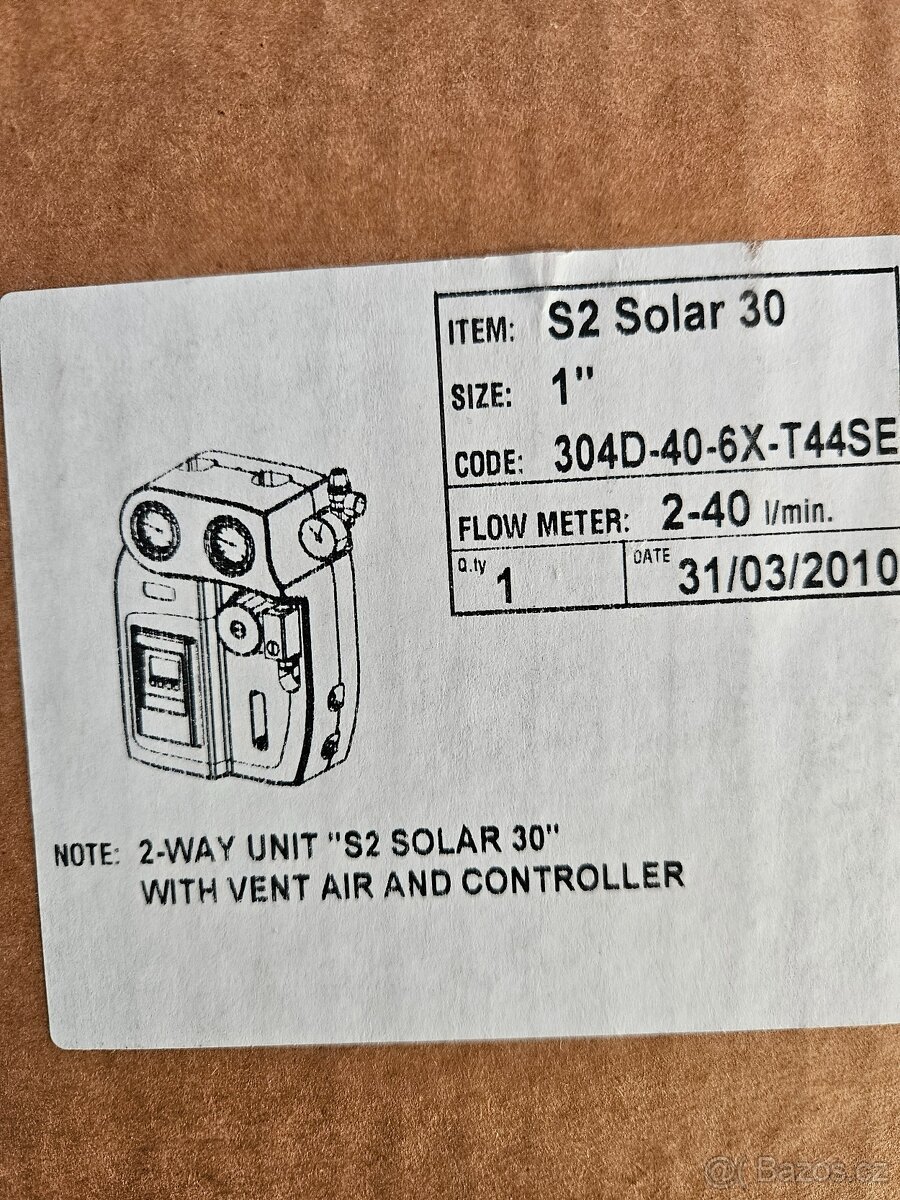 ITEM: S2 Solar 30
SIZE: 1"
CODE: 304D-40-6X-T44SE
FLOW METER: 2-40 l/min.
Q.ty 1 DATE 31/03/2010
NOTE: 2-WAY UNIT "S2 SOLAR 30"
WITH VENT AIR AND CONTROLLER
Bazos.cz